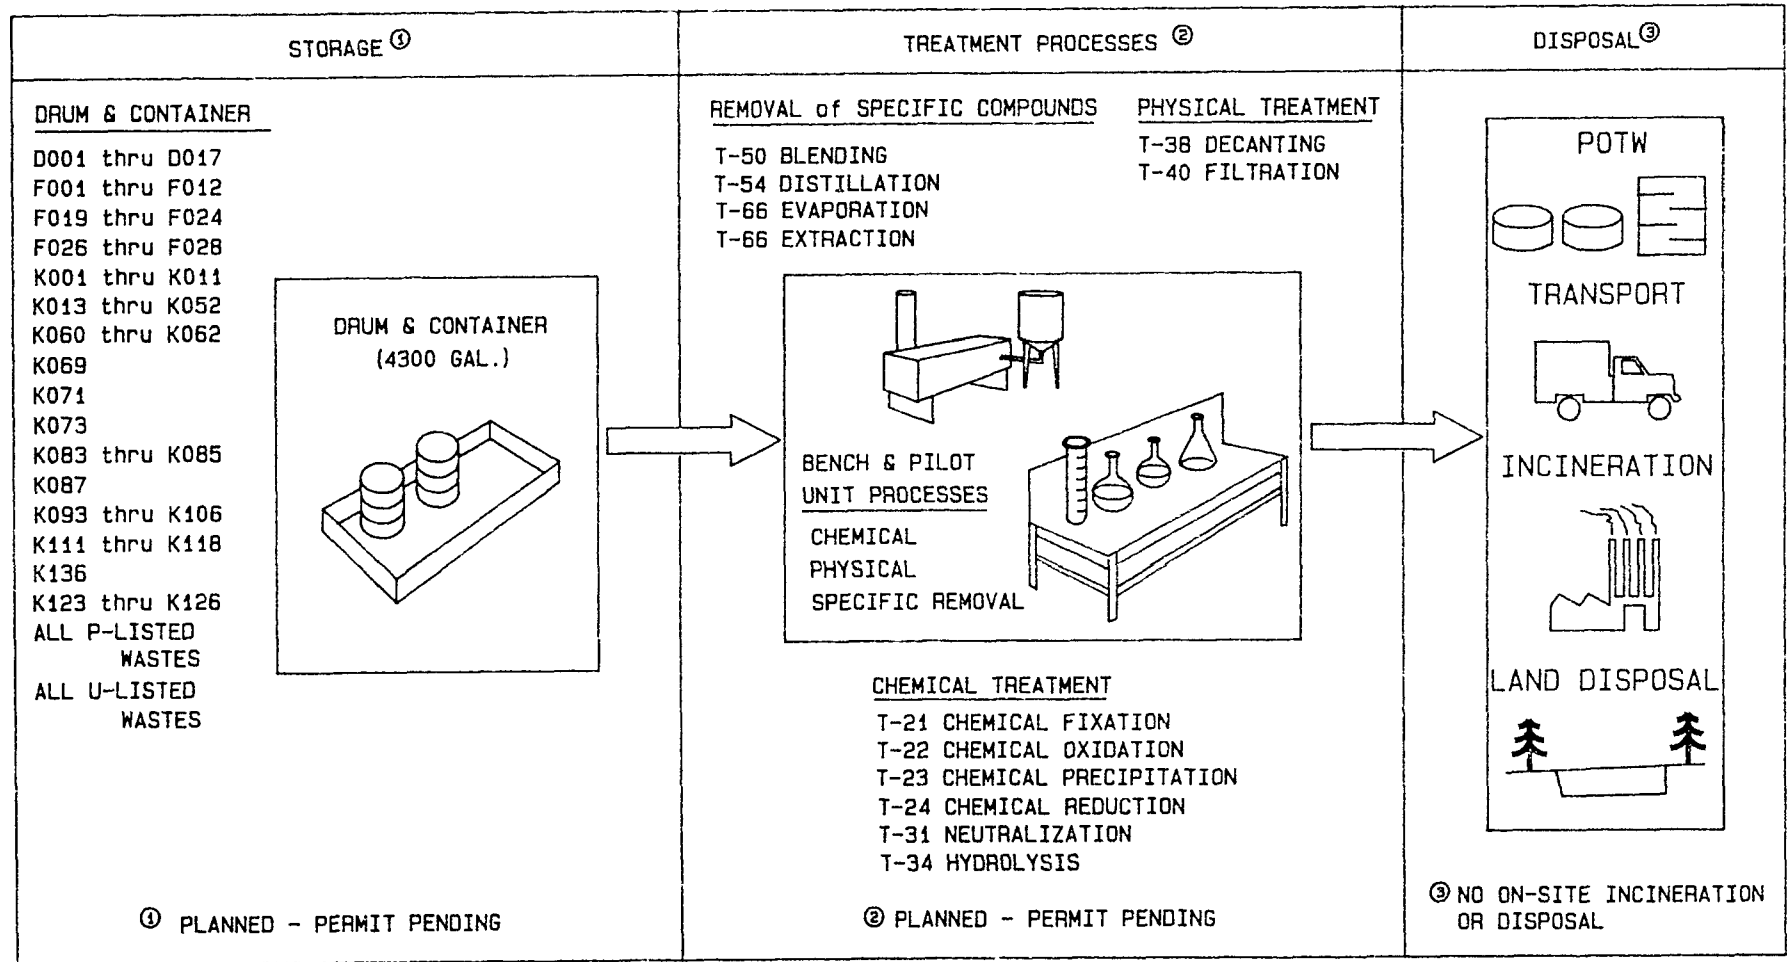 STORAGE ①
DRUM & CONTAINER
D001 thru D017
F001 thru F012
F019 thru F024
F026 thru F028
K001 thru K011
K013 thru K052
K060 thru K062
K069
K071
K073
K083 thru K085
K087
K093 thru K106
K111 thru K118
K136
K123 thru K126
ALL P-LISTED
WASTES
ALL U-LISTED
WASTES
DRUM & CONTAINER
(4300 GAL.)
① PLANNED - PERMIT PENDING
TREATMENT PROCESSES ②
REMOVAL of SPECIFIC COMPOUNDS
T-50 BLENDING
T-54 DISTILLATION
T-66 EVAPORATION
T-66 EXTRACTION
PHYSICAL TREATMENT
T-38 DECANTING
T-40 FILTRATION
BENCH & PILOT
UNIT PROCESSES
CHEMICAL
PHYSICAL
SPECIFIC REMOVAL
CHEMICAL TREATMENT
T-21 CHEMICAL FIXATION
T-22 CHEMICAL OXIDATION
T-23 CHEMICAL PRECIPITATION
T-24 CHEMICAL REDUCTION
T-31 NEUTRALIZATION
T-34 HYDROLYSIS
② PLANNED - PERMIT PENDING
DISPOSAL ③
POTW
TRANSPORT
INCINERATION
LAND DISPOSAL
③ NO ON-SITE INCINERATION
OR DISPOSAL